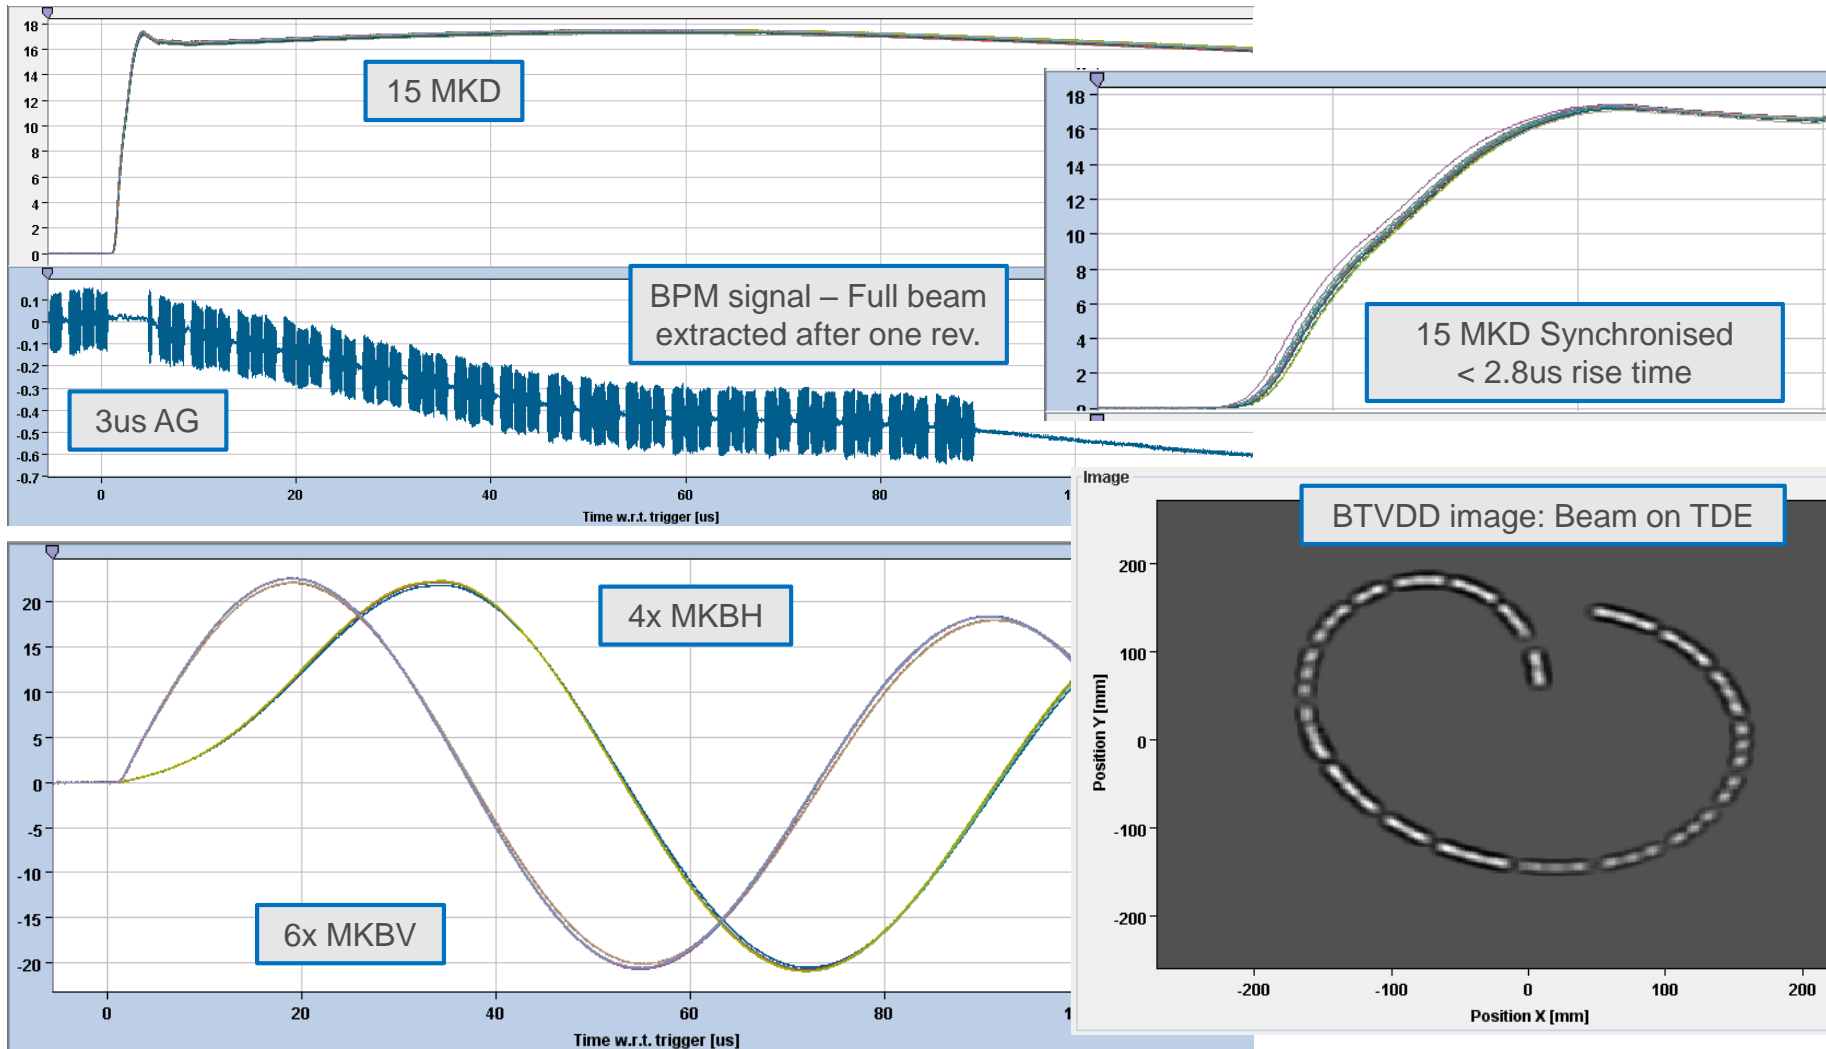 18
16
14
12
10
8
6
4
2
0
15 MKD
0.1
0
-0.1
-0.2
-0.3
-0.4
-0.5
-0.6
-0.7
BPM signal – Full beam
extracted after one rev.
3us AG
0 20 40 60 80
Time w.r.t. trigger [us]
18
16
14
12
10
8
6
4
2
0
15 MKD Synchronised
< 2.8us rise time
20
15
10
5
0
-5
-10
-15
-20
4x MKBH
6x MKBV
0 20 40 60 80
Time w.r.t. trigger [us]
Image
BTVDD image: Beam on TDE
Position Y [mm]
200
100
0
-100
-200
-200 -100 0 100 200
Position X [mm]